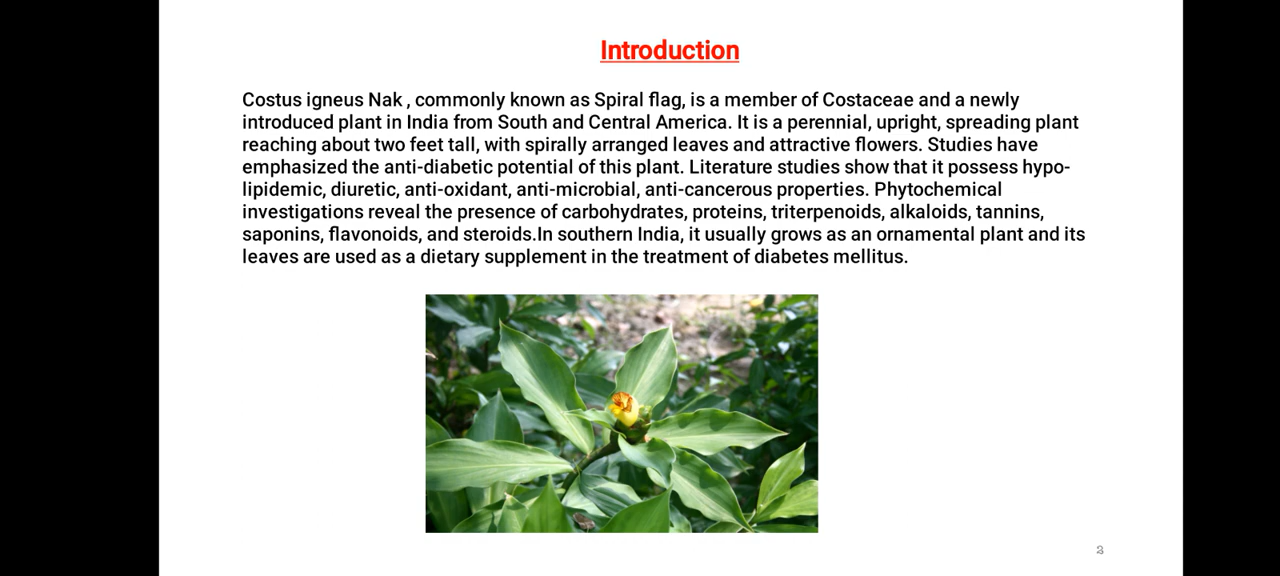 Introduction
Costus igneus Nak , commonly known as Spiral flag, is a member of Costaceae and a newly
introduced plant in India from South and Central America. It is a perennial, upright, spreading plant
reaching about two feet tall, with spirally arranged leaves and attractive flowers. Studies have
emphasized the anti-diabetic potential of this plant. Literature studies show that it possess hypo-
lipidemic, diuretic, anti-oxidant, anti-microbial, anti-cancerous properties. Phytochemical
investigations reveal the presence of carbohydrates, proteins, triterpenoids, alkaloids, tannins,
saponins, flavonoids, and steroids.In southern India, it usually grows as an ornamental plant and its
leaves are used as a dietary supplement in the treatment of diabetes mellitus.